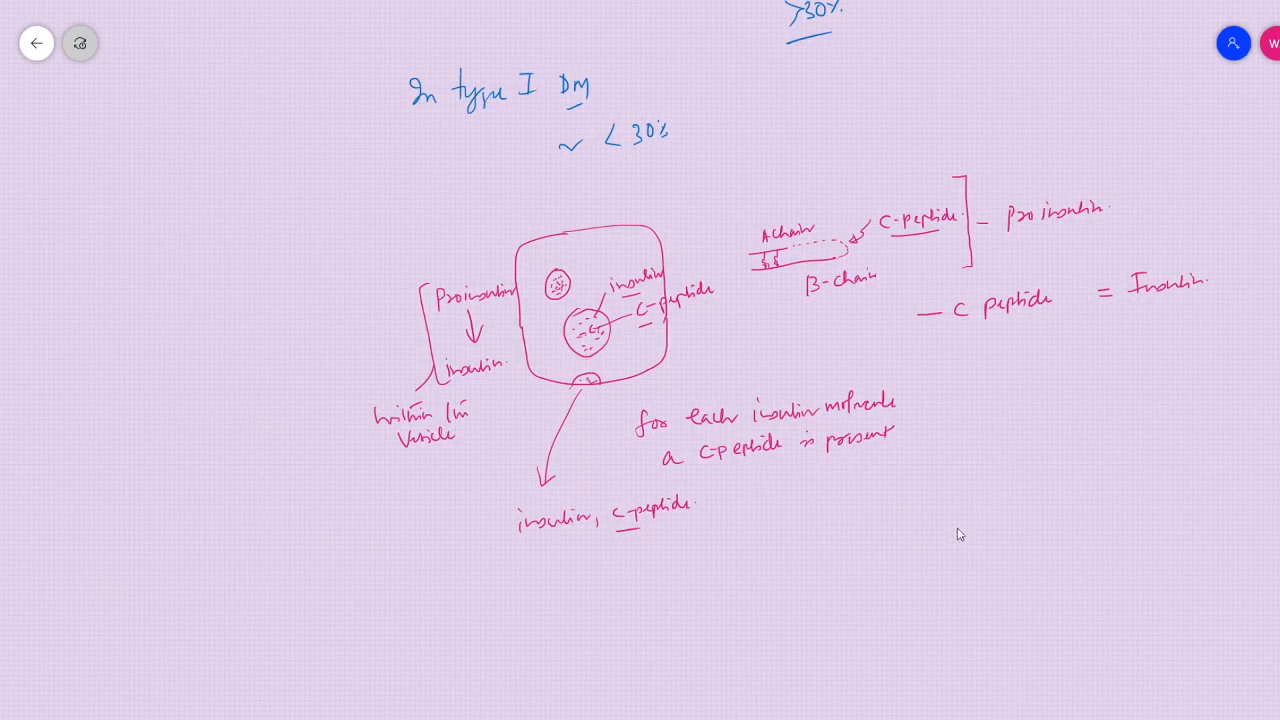 >30%.
In type I DM
~ <30%
A chain
C-peptide
- Proinsulin.
B-chain
- C peptide = Insulin.
Proinsulin
insulin.
insulin
C-peptide
within the
vesicle
for each insulin molecule
a C-peptide is present
insulin, c-peptide.
W